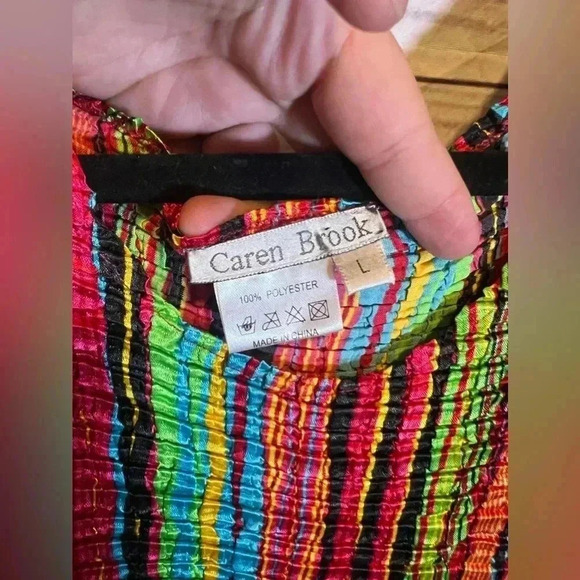 Caren Brook
L
100% POLYESTER
MADE IN CHINA